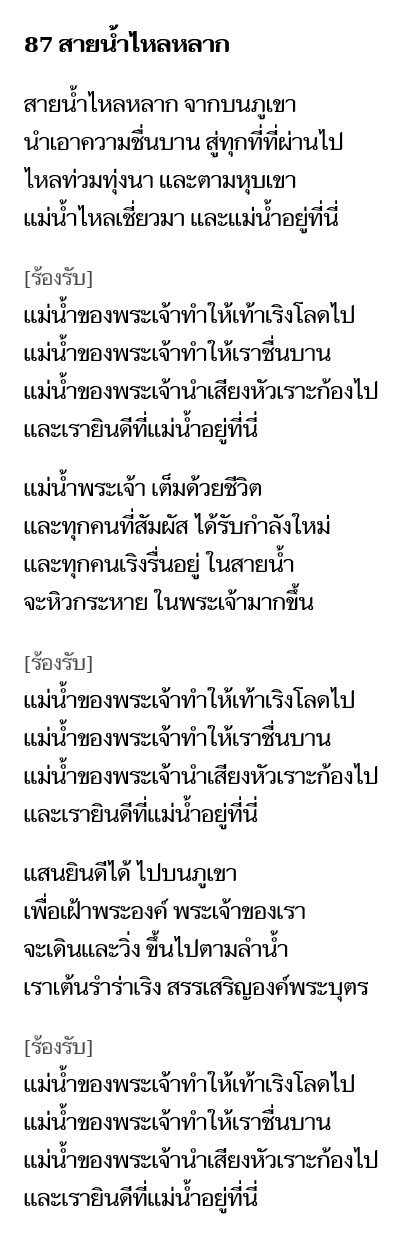 87 สายน้ำไหลหลาก
สายน้ำไหลหลาก จากบนภูเขา
นำเอาความชื่นบาน สู่ทุกที่ที่ผ่านไป
ไหลท่วมทุ่งนา และตามหุบเขา
แม่น้ำไหลเชี่ยวมา และแม่น้ำอยู่ที่นี่
[ร้องรับ]
แม่น้ำของพระเจ้าทำให้เท้าเริงโลดไป
แม่น้ำของพระเจ้าทำให้เราชื่นบาน
แม่น้ำของพระเจ้านำเสียงหัวเราะก้องไป
และเรายินดีที่แม่น้ำอยู่ที่นี่
แม่น้ำพระเจ้า เต็มด้วยชีวิต
และทุกคนที่สัมผัส ได้รับกำลังใหม่
และทุกคนเริงรื่นอยู่ ในสายน้ำ
จะหิวกระหาย ในพระเจ้ามากขึ้น
[ร้องรับ]
แม่น้ำของพระเจ้าทำให้เท้าเริงโลดไป
แม่น้ำของพระเจ้าทำให้เราชื่นบาน
แม่น้ำของพระเจ้านำเสียงหัวเราะก้องไป
และเรายินดีที่แม่น้ำอยู่ที่นี่
แสนยินดีได้ ไปบนภูเขา
เพื่อเฝ้าพระองค์ พระเจ้าของเรา
จะเดินและวิ่ง ขึ้นไปตามลำน้ำ
เราเต้นรำร่าเริง สรรเสริญองค์พระบุตร
[ร้องรับ]
แม่น้ำของพระเจ้าทำให้เท้าเริงโลดไป
แม่น้ำของพระเจ้าทำให้เราชื่นบาน
แม่น้ำของพระเจ้านำเสียงหัวเราะก้องไป
และเรายินดีที่แม่น้ำอยู่ที่นี่